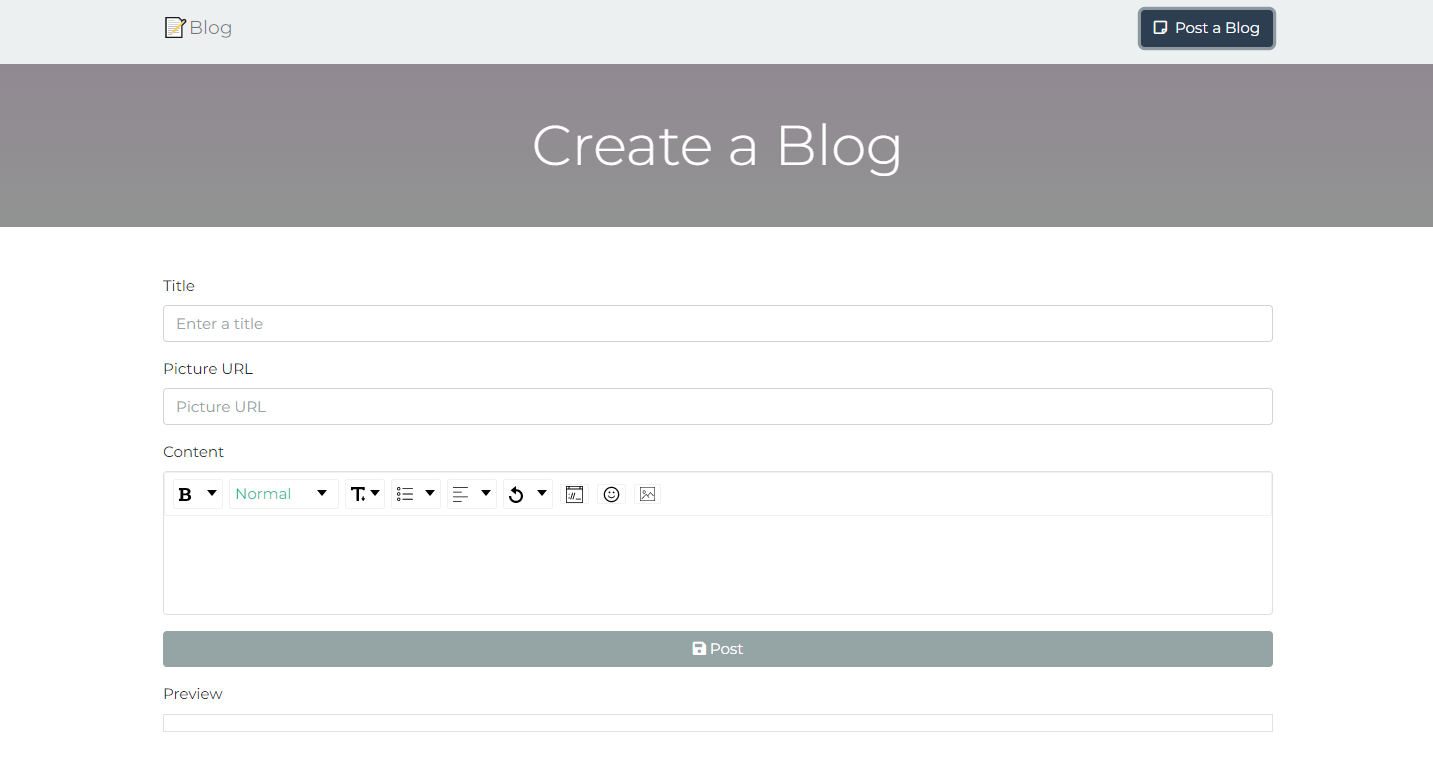 Blog
Post a Blog
Create a Blog
Title
Enter a title
Picture URL
Picture URL
Content
B Normal T
Post
Preview